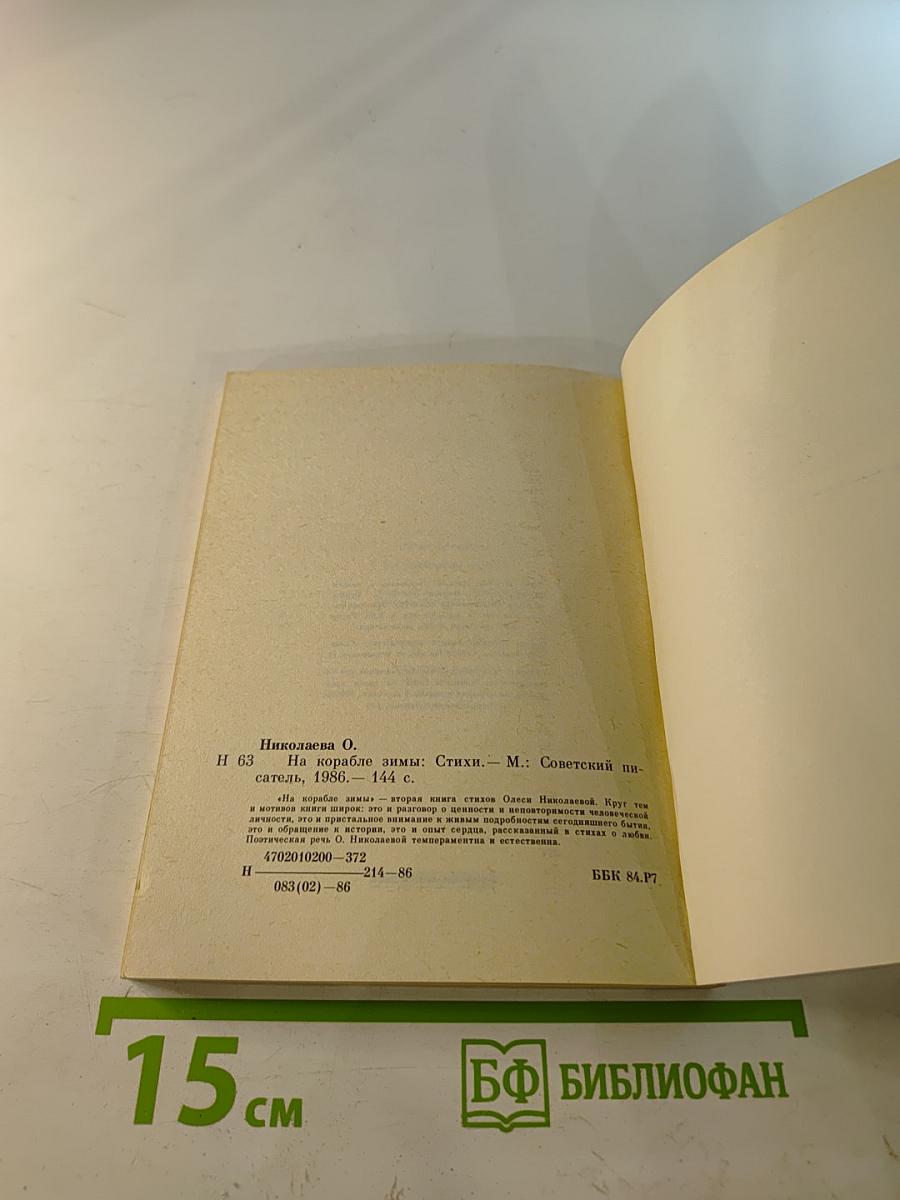 Николаева О.
Н 63 На корабле зимы: Стихи.— М.: Советский пи-
сатель, 1986.— 144 с.
«На корабле зимы» — вторая книга стихов Олеси Николаевой. Круг тем
и мотивов книги широк: это и разговор о ценности и неповторимости человеческой
личности, это и пристальное внимание к живым подробностям сегодняшнего бытия,
это и обращение к истории, это и опыт сердца, рассказанный в стихах о любви.
Поэтическая речь О. Николаевой темпераментна и естественна.
4702010200—372
Н 214—86
083(02)—86
ББК 84.Р7
15 см
БФ БИБЛИОФАН